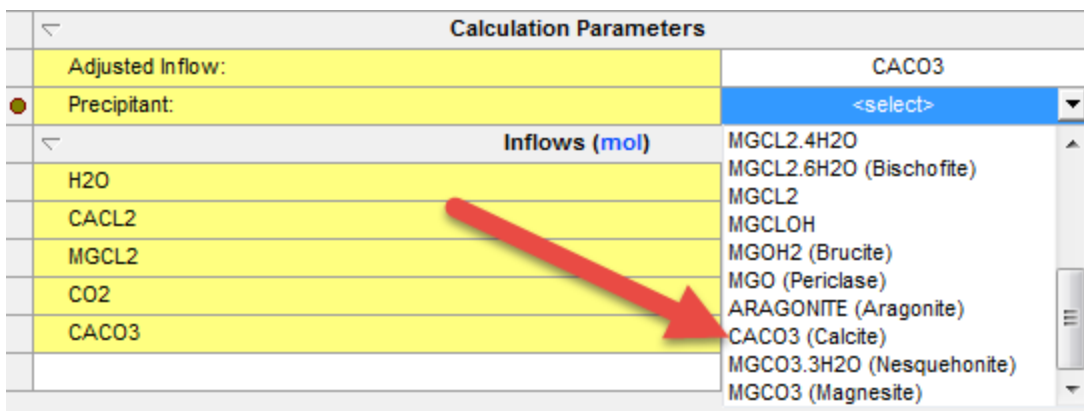 Calculation Parameters
Adjusted Inflow: CACO3
Precipitant: <select>
Inflows (mol)
H2O
CACL2
MGCL2
CO2
CACO3
MGCL2.4H2O
MGCL2.6H2O (Bischofite)
MGCL2
MGCLOH
MGOH2 (Brucite)
MGO (Periclase)
ARAGONITE (Aragonite)
CACO3 (Calcite)
MGCO3.3H2O (Nesquehonite)
MGCO3 (Magnesite)